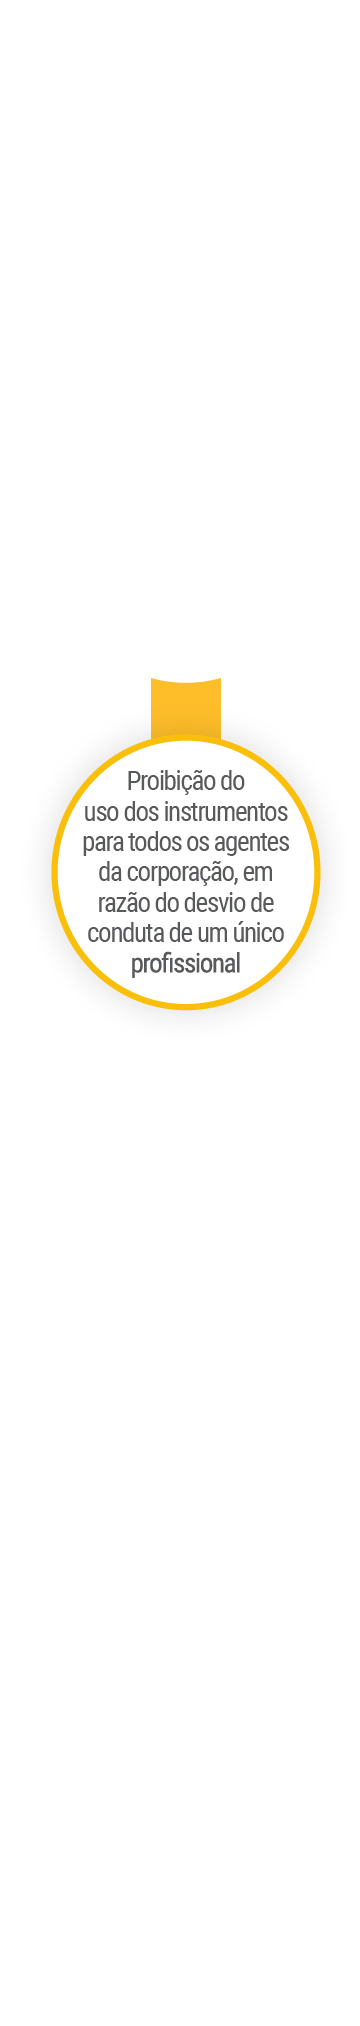 Proibição do
uso dos instrumentos
para todos os agentes
da corporação, em
razão do desvio de
conduta de um único
profissional